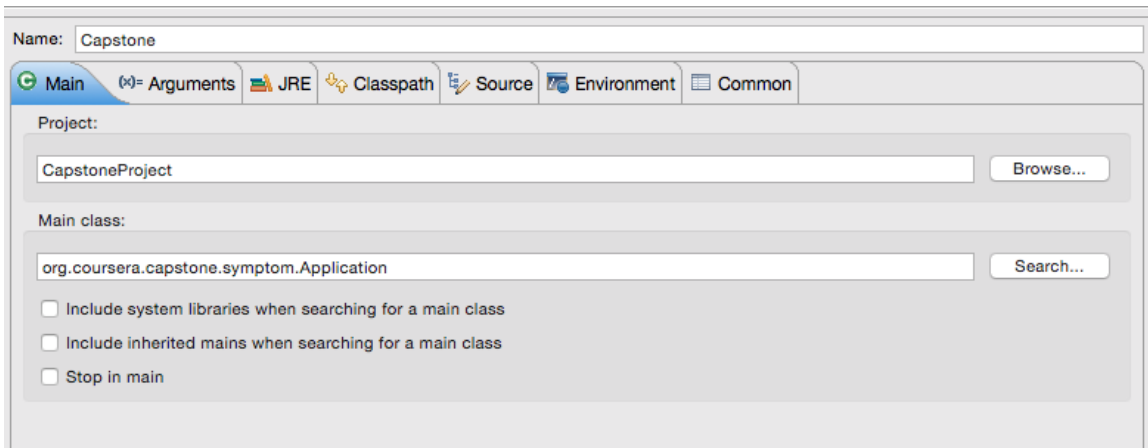 Name: Capstone
Main (x)= Arguments JRE Classpath Source Environment Common
Project:
CapstoneProject Browse...
Main class:
org.coursera.capstone.symptom.Application Search...
Include system libraries when searching for a main class
Include inherited mains when searching for a main class
Stop in main